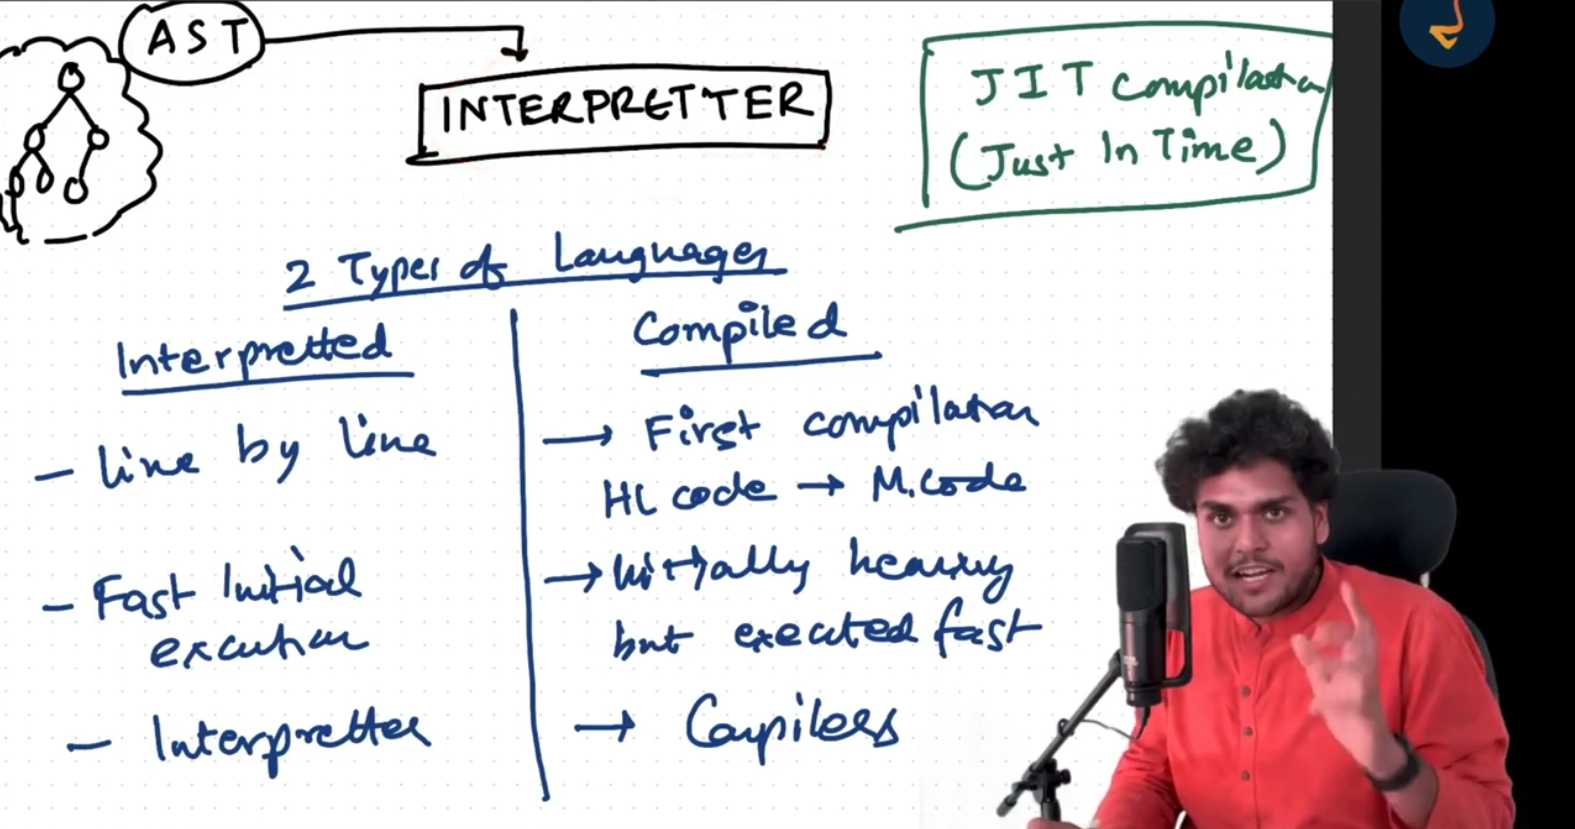 AST
INTERPRETTER
JIT compilation
(Just In Time)
2 Types of Languages
Interpretted
Compiled
- line by line
→ First compilation
HL code → M.code
- Fast Initial
execution
→ Initially heavy
but executed fast
- Interpretter
→ Compilers